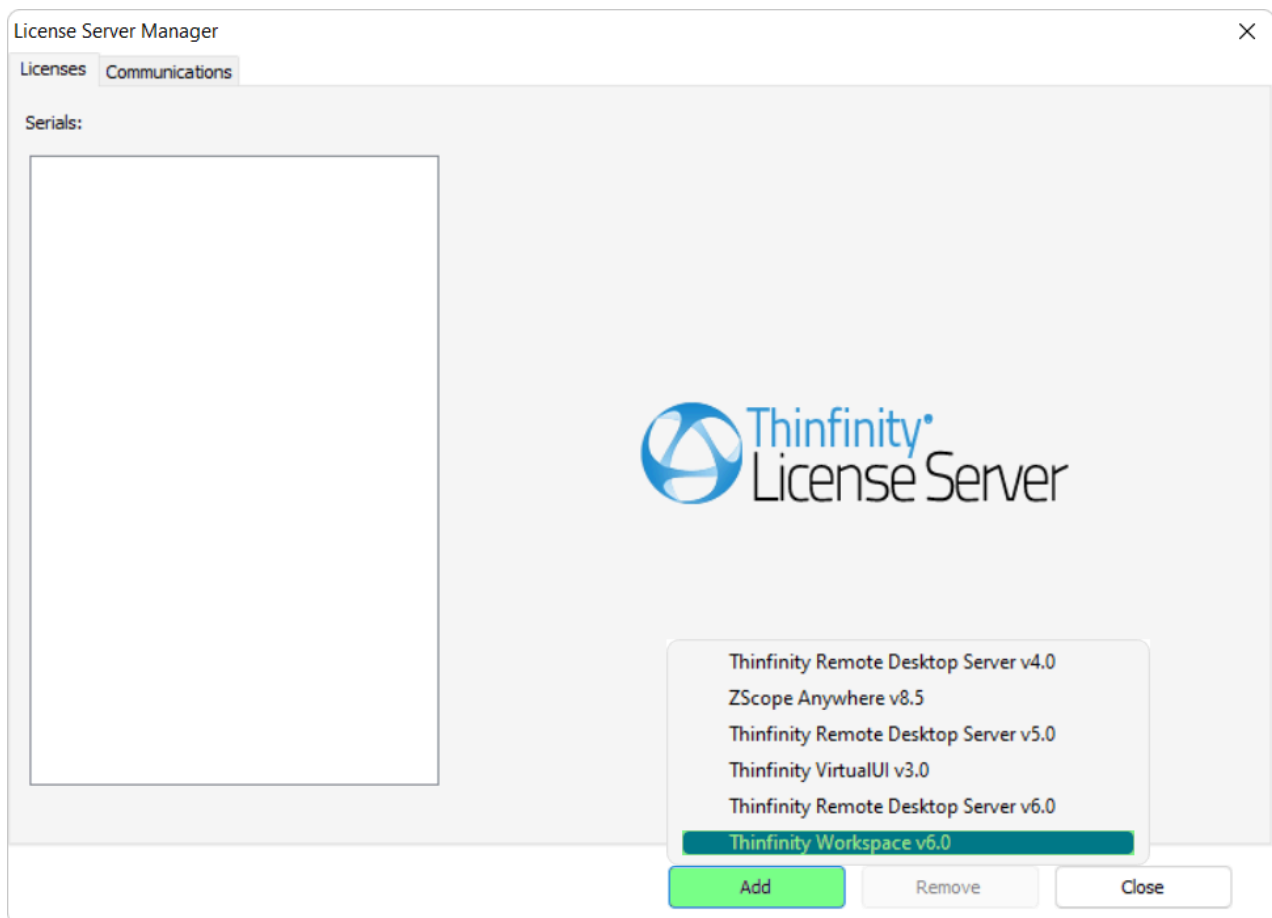 License Server Manager
Licenses
Communications
Serials:
Thinfinity
License Server
Thinfinity Remote Desktop Server v4.0
ZScope Anywhere v8.5
Thinfinity Remote Desktop Server v5.0
Thinfinity VirtualUI v3.0
Thinfinity Remote Desktop Server v6.0
Thinfinity Workspace v6.0
Add
Remove
Close